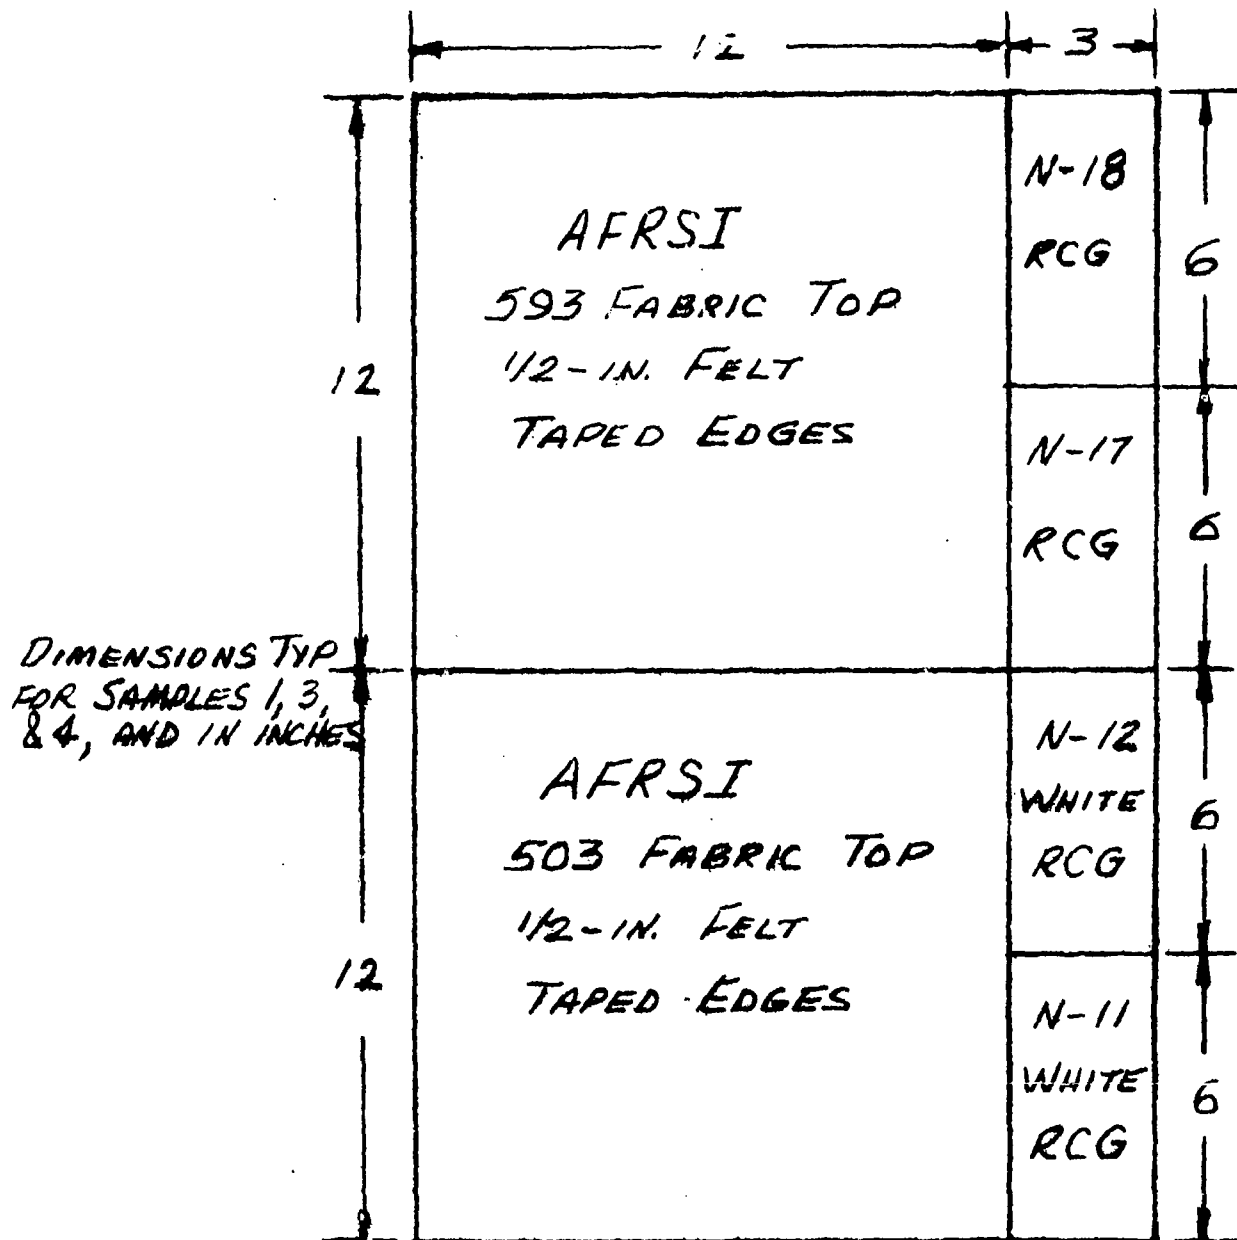 12
3
AFRSI
593 FABRIC TOP
1/2-IN. FELT
TAPED EDGES
12
N-18
RCG
6
N-17
RCG
6
DIMENSIONS TYP
FOR SAMPLES 1, 3,
& 4, AND IN INCHES
AFRSI
503 FABRIC TOP
1/2-IN. FELT
TAPED EDGES
12
N-12
WHITE
RCG
6
N-11
WHITE
RCG
6